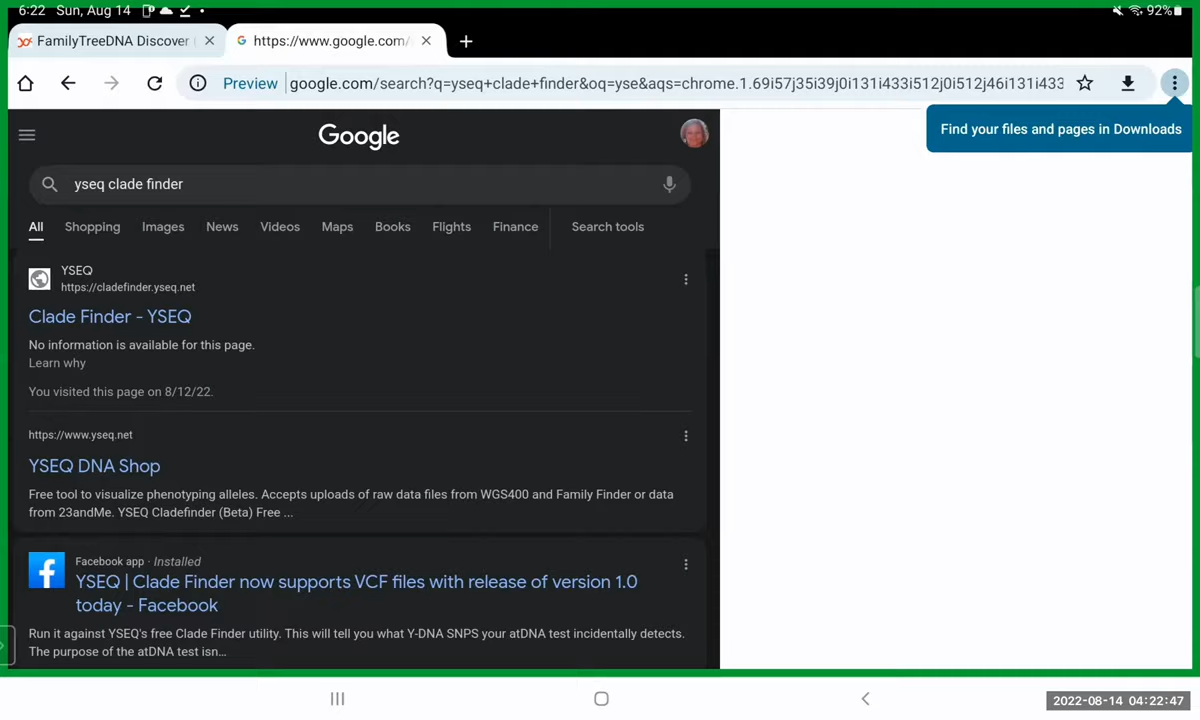 6:22 Sun, Aug 14
92%
FamilyTreeDNA Discover
https://www.google.com/
Preview
google.com/search?q=yseq+clade+finder&oq=yse&aqs=chrome.1.69i57j35i39j0i131i433i512j0i512j46i131i433
Find your files and pages in Downloads
Google
yseq clade finder
All Shopping Images News Videos Maps Books Flights Finance Search tools
YSEQ
https://cladefinder.yseq.net
Clade Finder - YSEQ
No information is available for this page.
Learn why
You visited this page on 8/12/22.
https://www.yseq.net
YSEQ DNA Shop
Free tool to visualize phenotyping alleles. Accepts uploads of raw data files from WGS400 and Family Finder or data
from 23andMe. YSEQ Cladefinder (Beta) Free ...
Facebook app · Installed
YSEQ | Clade Finder now supports VCF files with release of version 1.0
today - Facebook
Run it against YSEQ's free Clade Finder utility. This will tell you what Y-DNA SNPS your atDNA test incidentally detects.
The purpose of the atDNA test isn...
2022-08-14 04:22:47